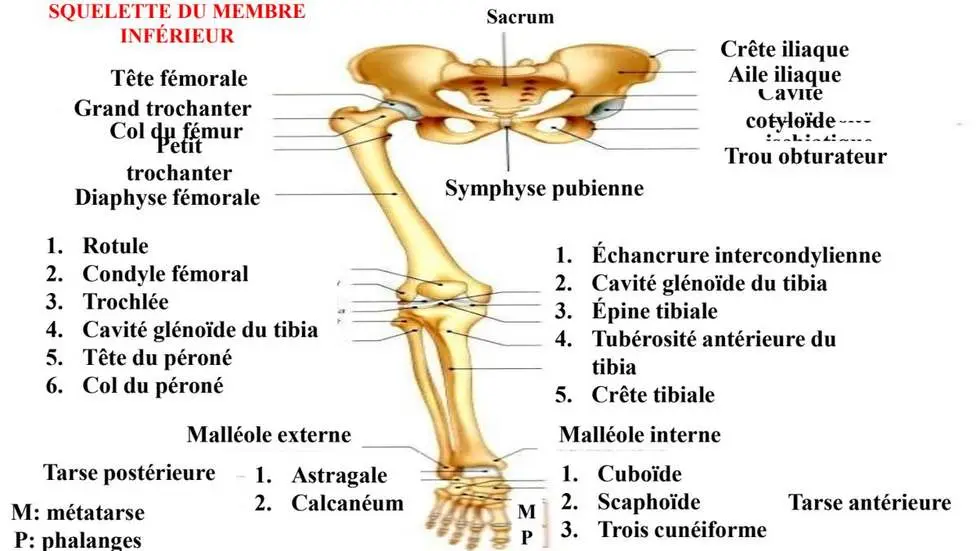 SQUELETTE DU MEMBRE
INFÉRIEUR
Sacrum
Tête fémorale
Grand trochanter
Col du fémur
Petit
trochanter
Diaphyse fémorale
Crête iliaque
Aile iliaque
Cavité
cotyloïde
Trou obturateur
Symphyse pubienne
1. Rotule
2. Condyle fémoral
3. Trochlée
4. Cavité glénoïde du tibia
5. Tête du péroné
6. Col du péroné
1. Échancrure intercondylienne
2. Cavité glénoïde du tibia
3. Épine tibiale
4. Tubérosité antérieure du
tibia
5. Crête tibiale
Malléole externe
Malléole interne
Tarse postérieure
1. Astragale
2. Calcanéum
1. Cuboïde
2. Scaphoïde
3. Trois cunéiforme
Tarse antérieure
M: métatarse
P: phalanges
M
P